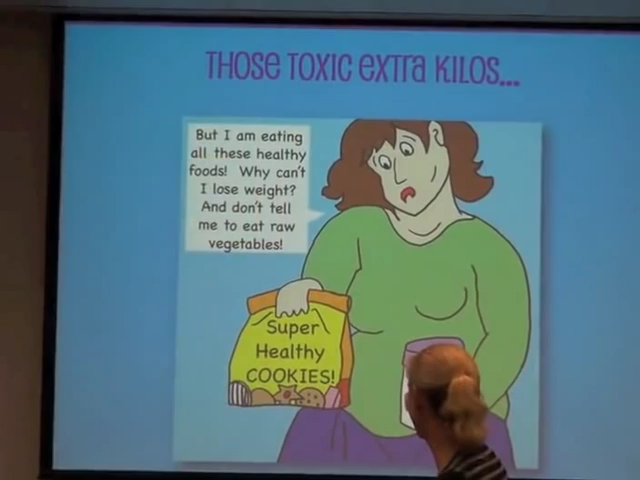 THOSE TOXIC EXTRA KILOS...
But I am eating
all these healthy
foods! Why can't
I lose weight?
And don't tell
me to eat raw
vegetables!
Super
Healthy
COOKIES!